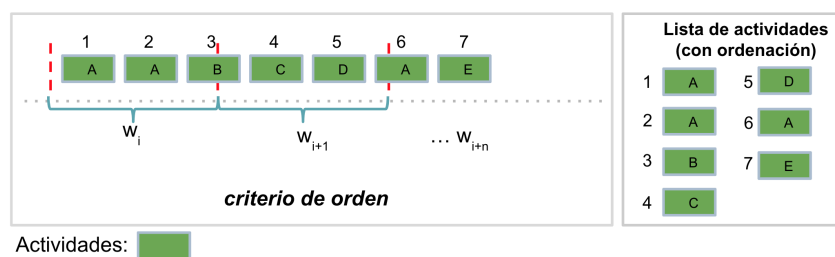 1 2 3 4 5 6 7
A A B C D A E
w i w i+1 ... w i+n
criterio de orden
Actividades:
Lista de actividades
(con ordenación)
1 A 5 D
2 A 6 A
3 B 7 E
4 C